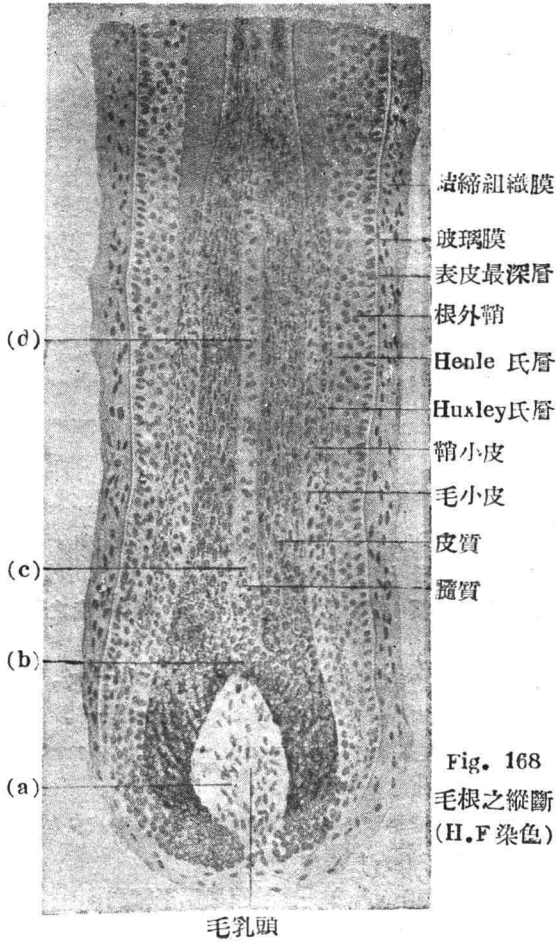 結締組織膜
玻璃膜
表皮最深層
根外鞘
Henle 氏層
Huxley氏層
鞘小皮
毛小皮
皮質
髓質
(d)
(c)
(b)
(a)
Fig. 168
毛根之縱斷
(H.F染色)
毛乳頭